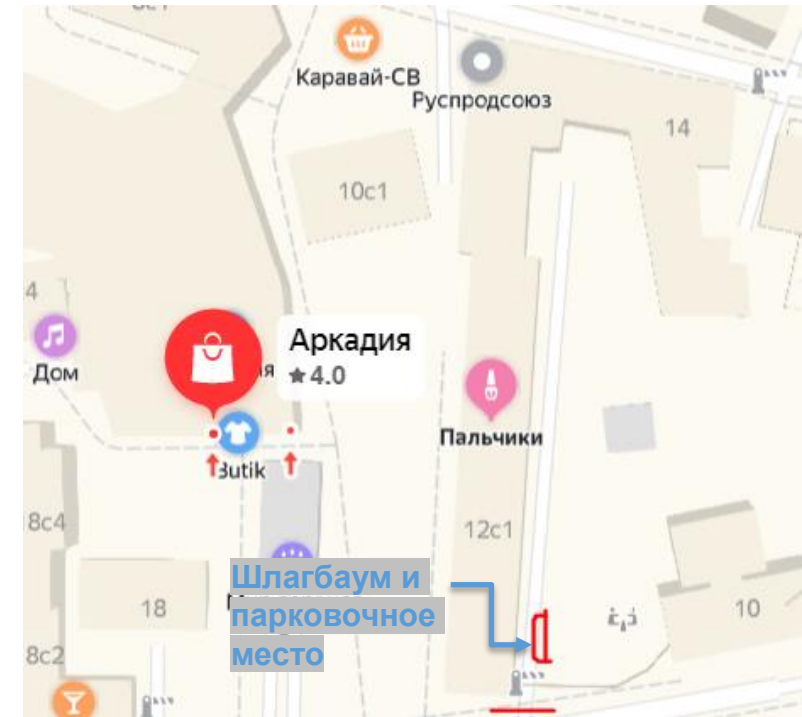 Каравай-СВ
Руспродсоюз
14
10с1
4
Дом
Аркадия
я
4.0
Butik
Пальчики
8с4
12с1
18
Шлагбаум и
парковочное
место
10
8с2